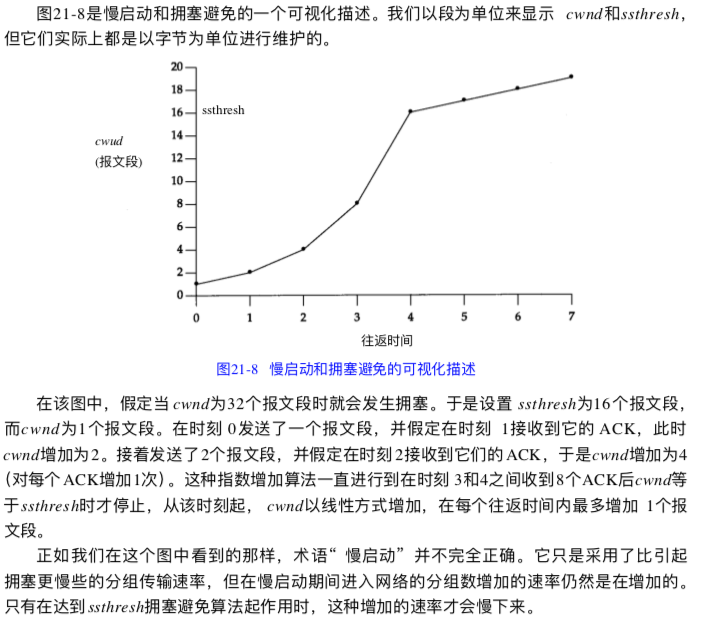 图21-8是慢启动和拥塞避免的一个可视化描述。我们以段为单位来显示 cwnd和ssthresh，
但它们实际上都是以字节为单位进行维护的。
20
18
16
ssthresh
14
cwud
(报文段)
12
10
8
6
4
2
0
0 1 2 3 4 5 6 7
往返时间
图21-8 慢启动和拥塞避免的可视化描述
在该图中，假定当cwnd为32个报文段时就会发生拥塞。于是设置 ssthresh为16个报文段，
而cwnd为1个报文段。在时刻 0发送了一个报文段，并假定在时刻 1接收到它的 ACK，此时
cwnd增加为2。接着发送了2个报文段，并假定在时刻2接收到它们的ACK，于是cwnd增加为4
(对每个ACK增加1次)。这种指数增加算法一直进行到在时刻 3和4之间收到8个ACK后cwnd等
于ssthresh时才停止，从该时刻起， cwnd以线性方式增加，在每个往返时间内最多增加 1个报
文段。
正如我们在这个图中看到的那样，术语“ 慢启动” 并不完全正确。它只是采用了比引起
拥塞更慢些的分组传输速率，但在慢启动期间进入网络的分组数增加的速率仍然是在增加的。
只有在达到ssthresh拥塞避免算法起作用时，这种增加的速率才会慢下来。